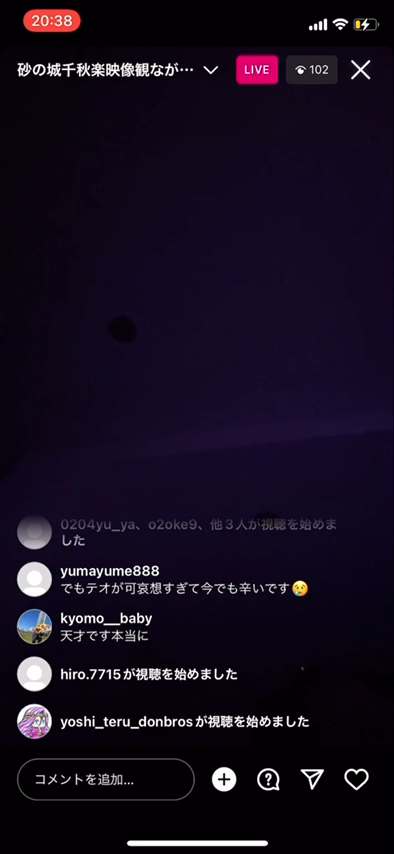 20:38
砂の城千秋楽映像観なが…
LIVE
102
0204yu_ya、o2oke9、他3人が視聴を始めま
した
yumayume888
でもテオが可哀想すぎて今でも辛いです😢
kyomo__baby
天才です本当に
hiro.7715が視聴を始めました
yoshi_teru_donbrosが視聴を始めました
コメントを追加...